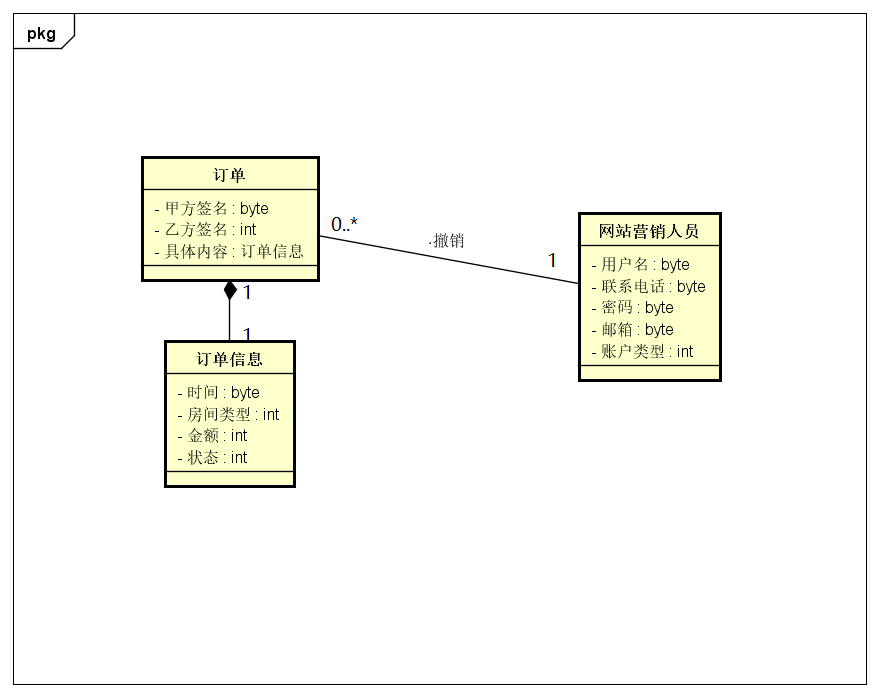 pkg
订单
- 甲方签名 : byte
- 乙方签名 : int
- 具体内容 : 订单信息
0..*
.撤销
1
网站营销人员
- 用户名 : byte
- 联系电话 : byte
- 密码 : byte
- 邮箱 : byte
- 账户类型 : int
1
1
订单信息
- 时间 : byte
- 房间类型 : int
- 金额 : int
- 状态 : int